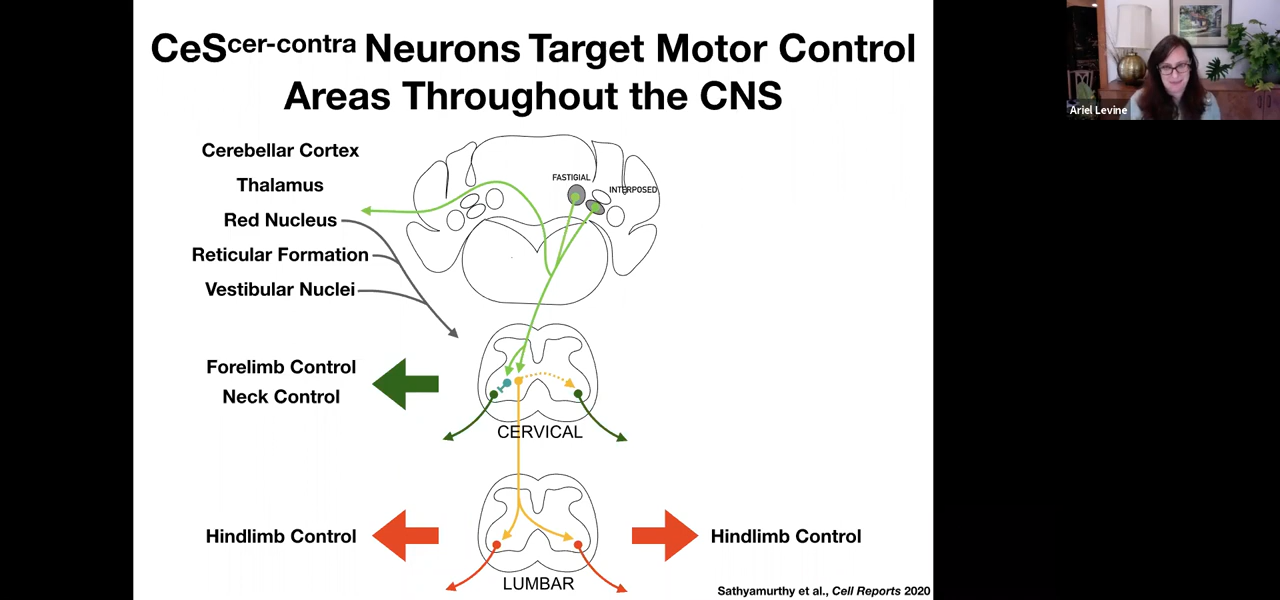 CeScer-contra Neurons Target Motor Control
Areas Throughout the CNS
Ariel Levine
Cerebellar Cortex
Thalamus
Red Nucleus
Reticular Formation
Vestibular Nuclei
FASTIGIAL
INTERPOSED
Forelimb Control
Neck Control
CERVICAL
Hindlimb Control
Hindlimb Control
LUMBAR
Sathyamurthy et al., Cell Reports 2020